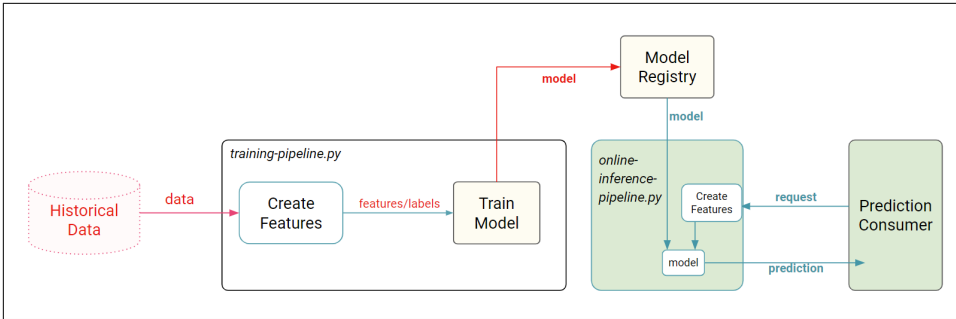 Model
Registry
model
model
training-pipeline.py
online-
inference-
pipeline.py
Historical
Data
data
Create
Features
features/labels
Train
Model
Create
Features
request
Prediction
Consumer
model
prediction